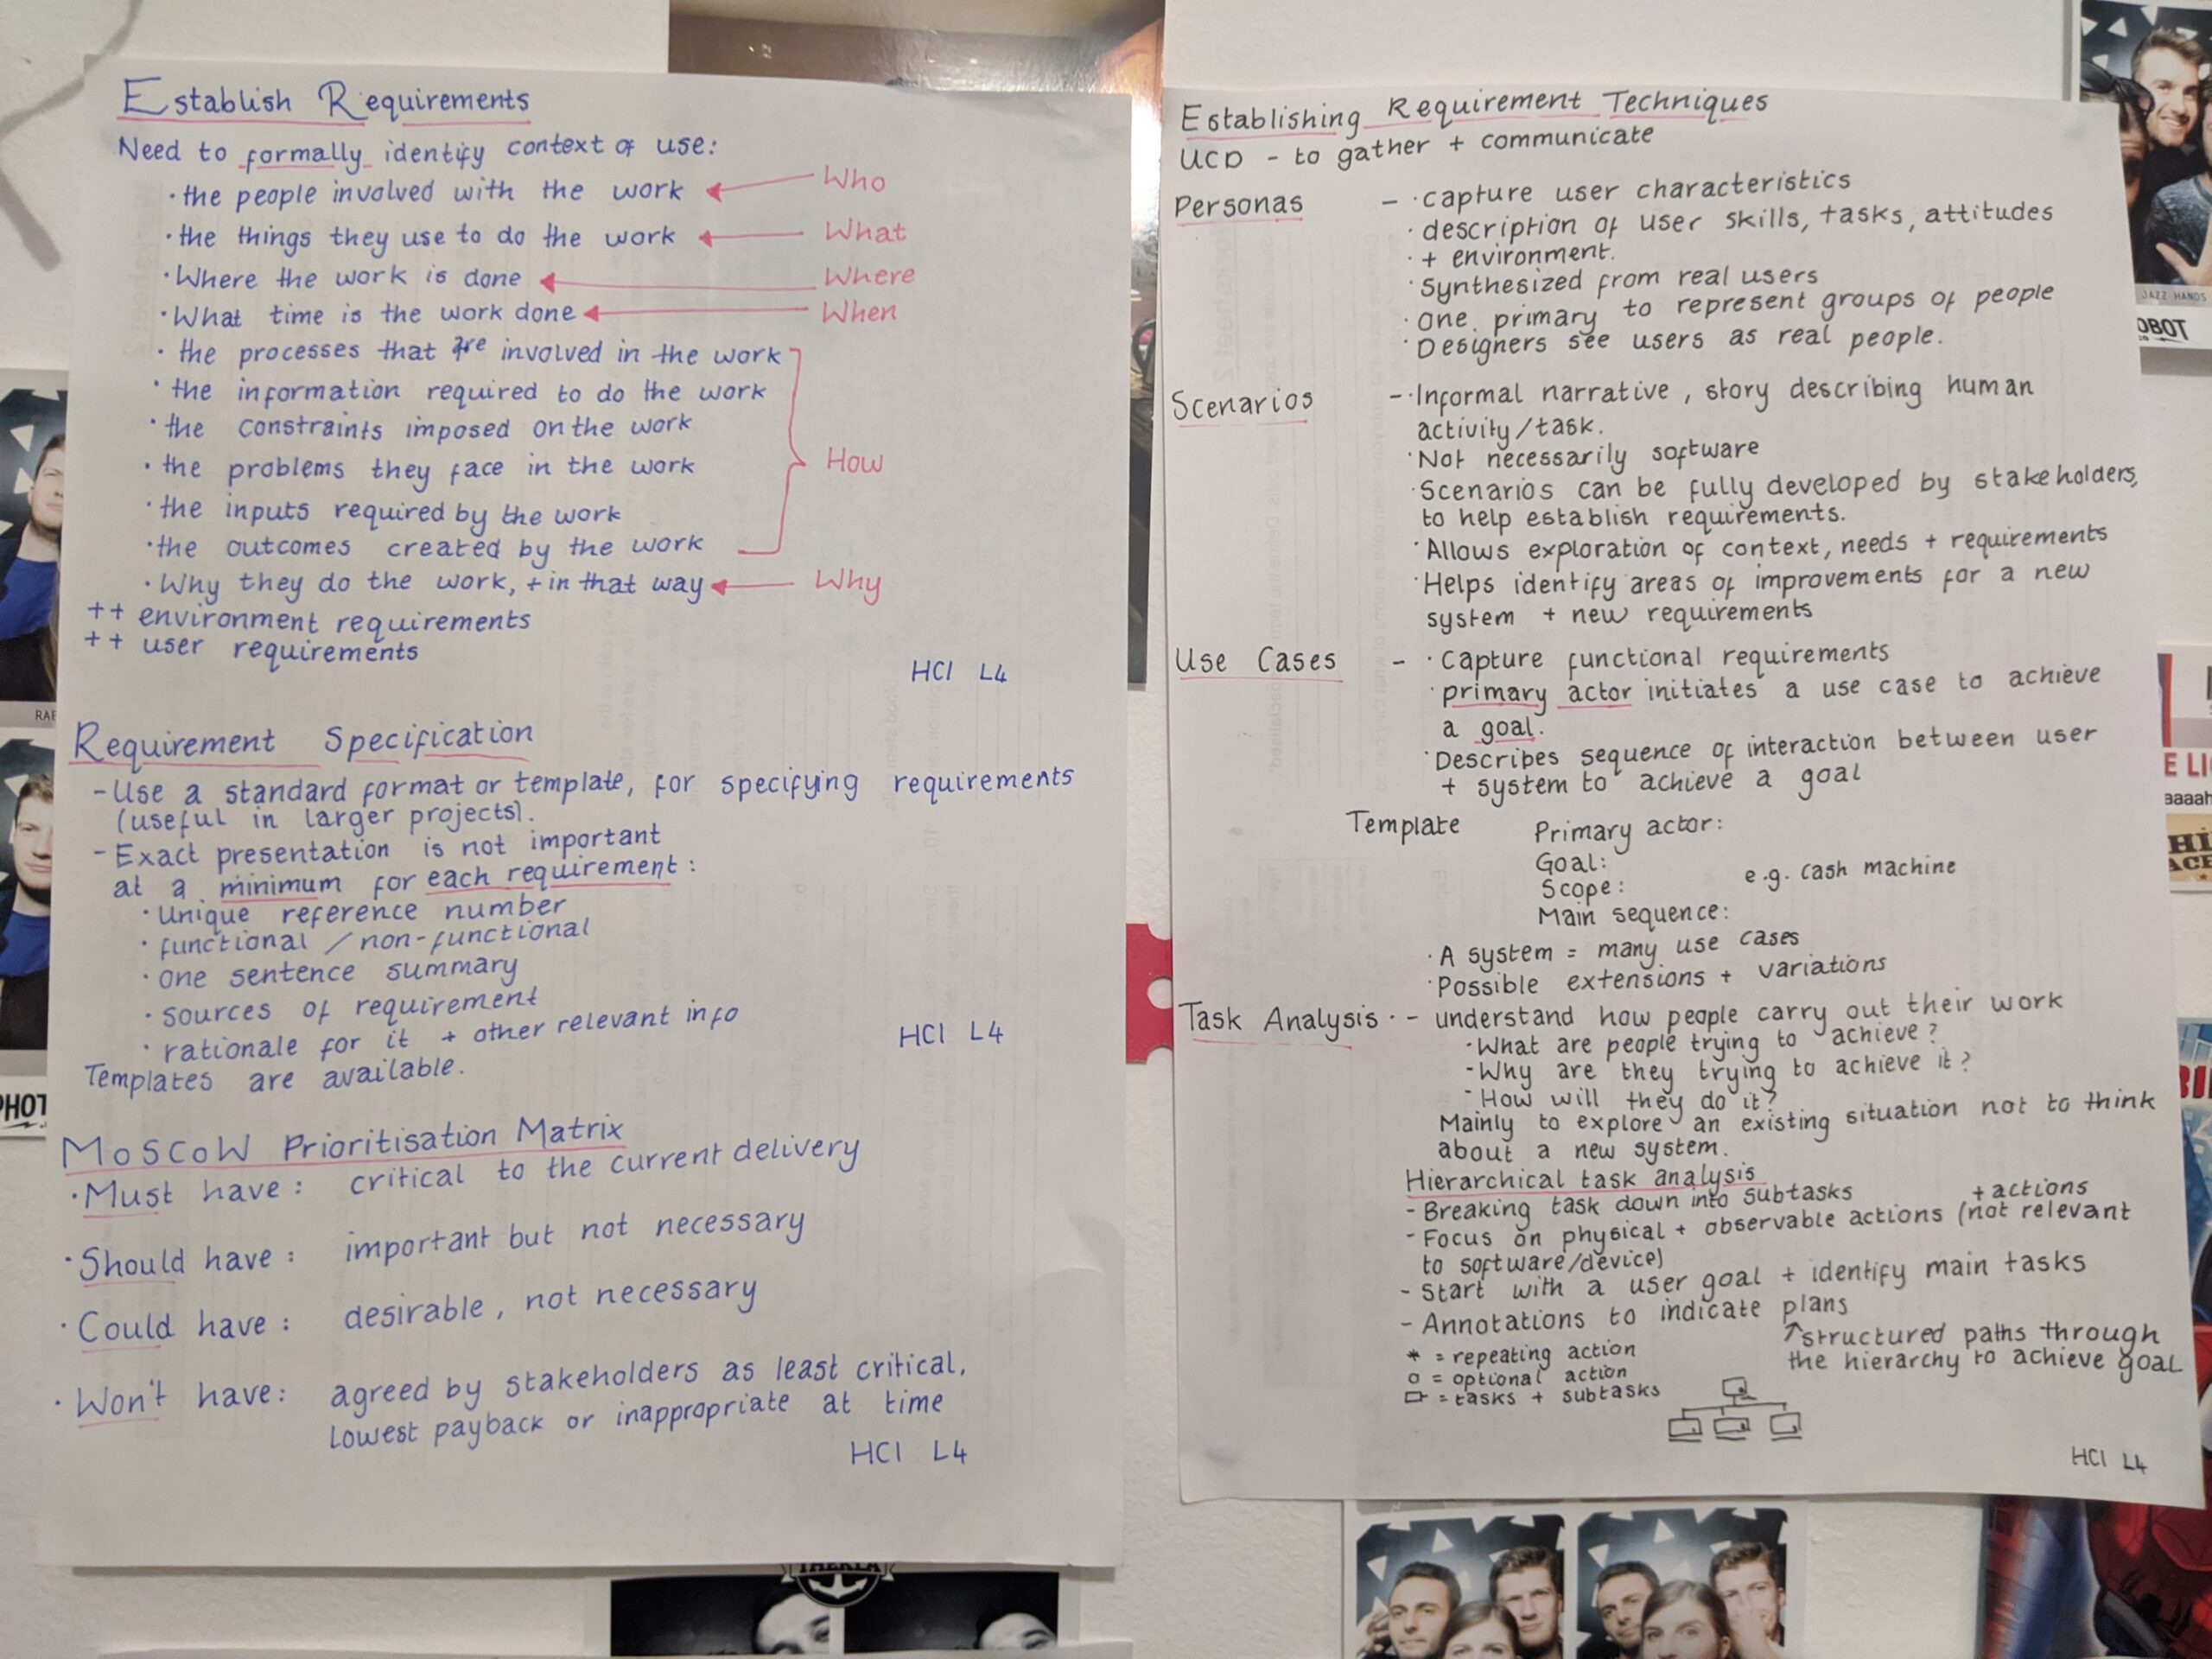 Establish Requirements
Need to formally identify context of use:
· the people involved with the work
Who
· the things they use to do the work
What
· Where the work is done
Where
· What time is the work done
When
· the processes that are involved in the work
· the information required to do the work
· the constraints imposed on the work
· the problems they face in the work
How
· the inputs required by the work
· the outcomes created by the work
· Why they do the work, + in that way
Why
++ environment requirements
++ user requirements
HCI L4
Requirement Specification
- Use a standard format or template, for specifying requirements
(useful in larger projects).
- Exact presentation is not important
at a minimum for each requirement:
· Unique reference number
· functional / non-functional
· one sentence summary
· sources of requirement
· rationale for it + other relevant info
HCI L4
Templates are available.
MoSCoW Prioritisation Matrix
· Must have: critical to the current delivery
· Should have: important but not necessary
· Could have: desirable, not necessary
· Won't have: agreed by stakeholders as least critical,
lowest payback or inappropriate at time
HCI L4
Establishing Requirement Techniques
UCD - to gather + communicate
Personas - · capture user characteristics
· description of user skills, tasks, attitudes
· + environment.
· Synthesized from real users
· One primary to represent groups of people
· Designers see users as real people.
Scenarios - · Informal narrative, story describing human
activity/task.
· Not necessarily software
· Scenarios can be fully developed by stakeholders,
to help establish requirements.
· Allows exploration of context, needs + requirements
· Helps identify areas of improvements for a new
system + new requirements
Use Cases - · Capture functional requirements
· primary actor initiates a use case to achieve
a goal.
· Describes sequence of interaction between user
+ system to achieve a goal
Template Primary actor:
Goal:
Scope:
e.g. cash machine
Main sequence:
· A system = many use cases
· Possible extensions + variations
Task Analysis · - understand how people carry out their work
- What are people trying to achieve?
- Why are they trying to achieve it?
- How will they do it?
Mainly to explore an existing situation not to think
about a new system.
Hierarchical task analysis
- Breaking task down into subtasks + actions
- Focus on physical + observable actions (not relevant
to software/device)
- Start with a user goal + identify main tasks
- Annotations to indicate plans
↑structured paths through
the hierarchy to achieve goal
* = repeating action
o = optional action
= tasks + subtasks
HCI L4
JAZZ HANDS
OBOT
RAB
PHOT
E LI
aaaah
HI
ACE
THEKLA